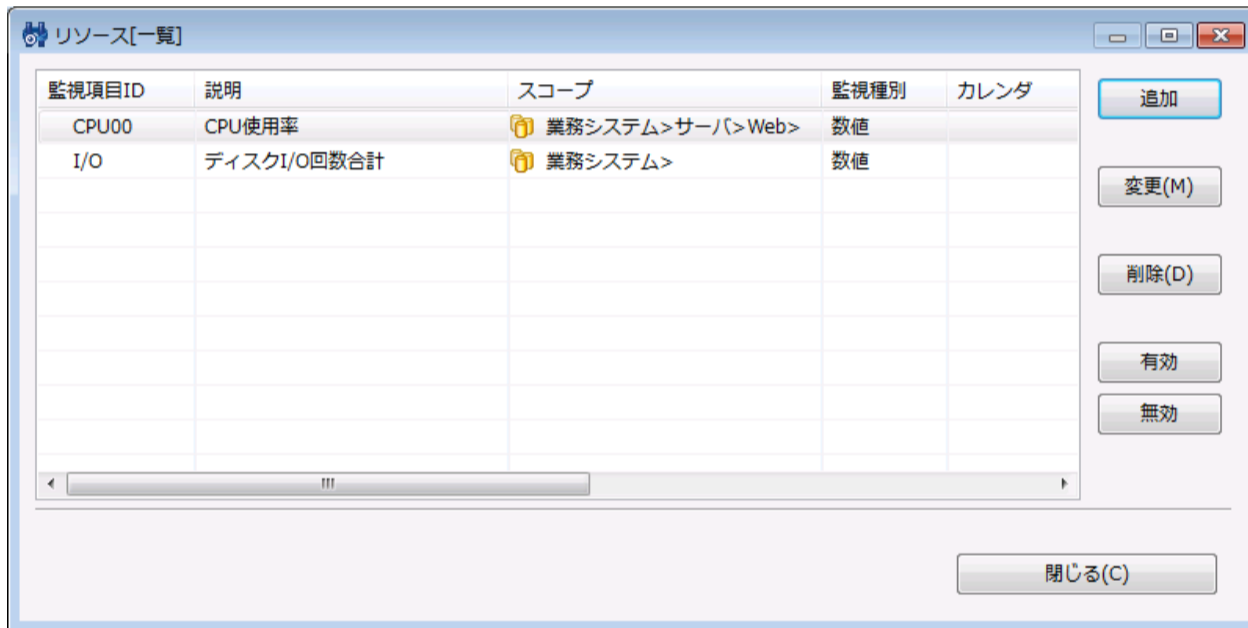 リソース[一覧]
監視項目ID 説明 スコープ 監視種別 カレンダ
CPU00 CPU使用率 業務システム>サーバ>Web> 数値
I/O ディスクI/O回数合計 業務システム> 数値
追加
変更(M)
削除(D)
有効
無効
閉じる(C)